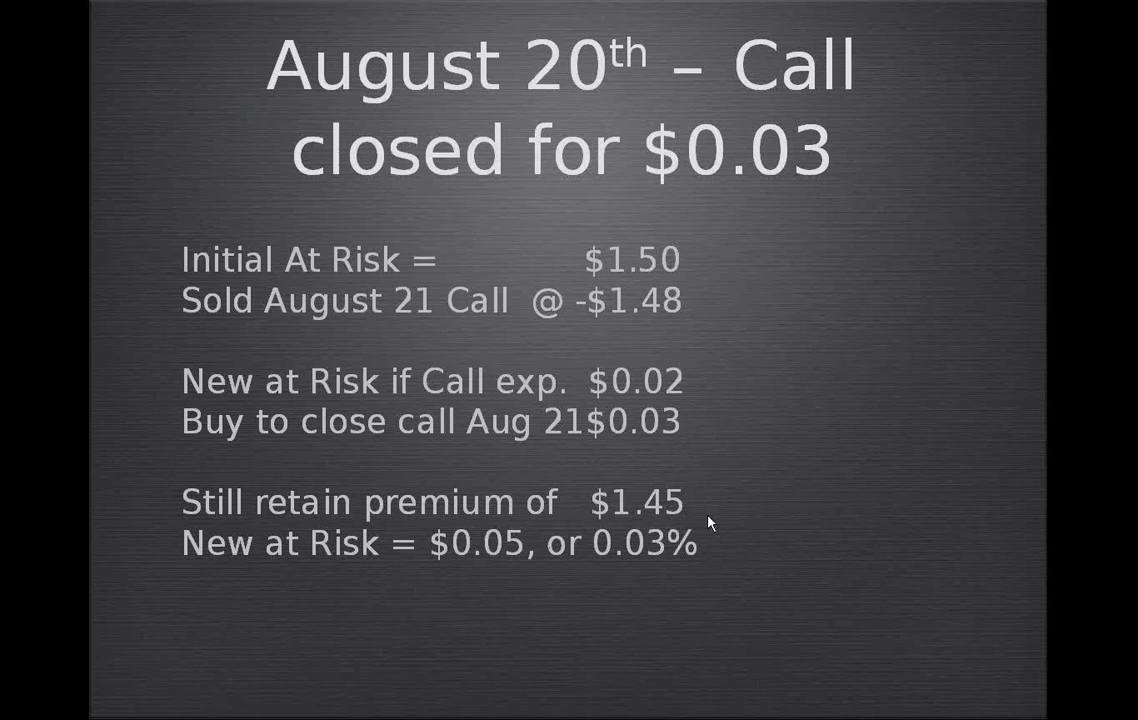 August 20th – Call
closed for $0.03
Initial At Risk = $1.50
Sold August 21 Call @ -$1.48
New at Risk if Call exp. $0.02
Buy to close call Aug 21$0.03
Still retain premium of $1.45
New at Risk = $0.05, or 0.03%